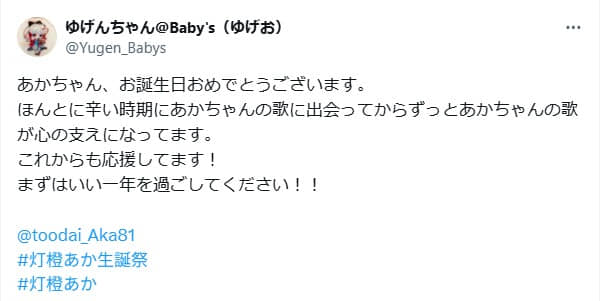 ゆげんちゃん@Baby's（ゆげお）
@Yugen_Babys
あかちゃん、お誕生日おめでとうございます。
ほんとに辛い時期にあかちゃんの歌に出会ってからずっとあかちゃんの歌
が心の支えになってます。
これからも応援してます！
まずはいい一年を過ごしてください！！
@toodai_Aka81
#灯橙あか生誕祭
#灯橙あか